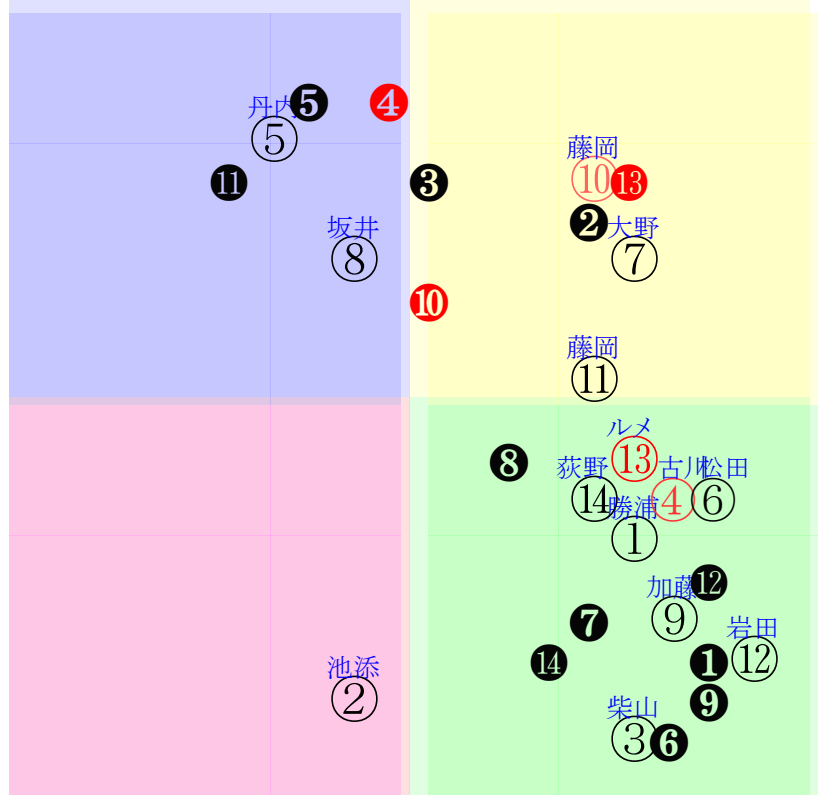 丹内 ❺ ❹
⑤
藤岡
⓫ ❸ ⑩ ⓭
坂井 ❷ 大野
⑧ ⑦
❿
藤岡
⑪
ルメ
❽ ⑬
荻野 古川 松田
⑭ ④ ⑥
勝浦
①
加藤 ⓬
❼ ⑨
岩田
⓮ ❶ ⑫
池添
② ❾
柴山
③ ❻